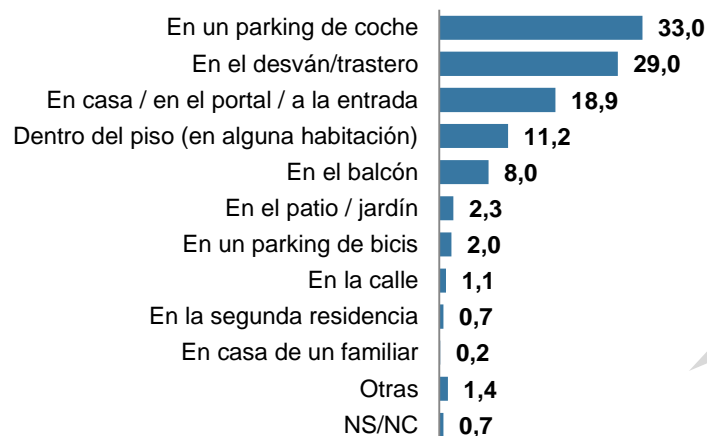 En un parking de coche 33,0
En el desván/trastero 29,0
En casa / en el portal / a la entrada 18,9
Dentro del piso (en alguna habitación) 11,2
En el balcón 8,0
En el patio / jardín 2,3
En un parking de bicis 2,0
En la calle 1,1
En la segunda residencia 0,7
En casa de un familiar 0,2
Otras 1,4
NS/NC 0,7